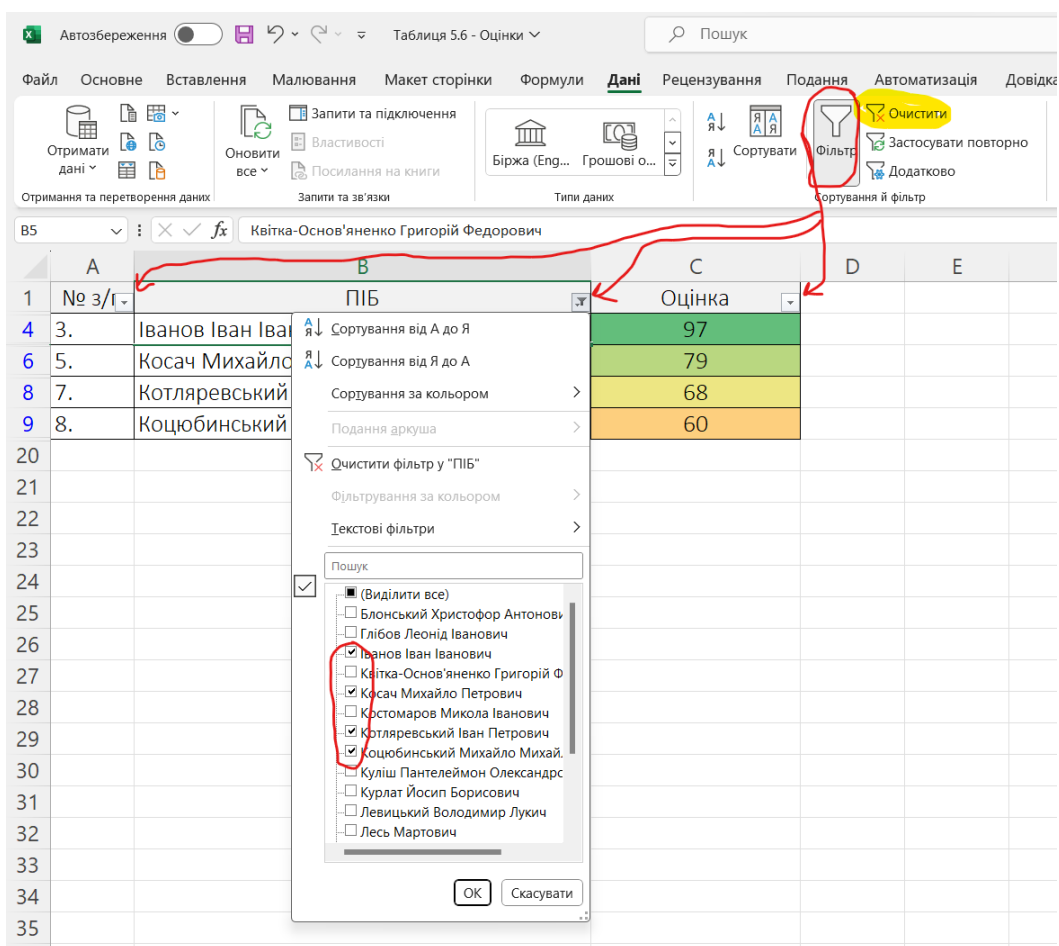 Автозбереження Таблиця 5.6 - Оцінки Пошук
Файл Основне Вставлення Малювання Макет сторінки Формули Дані Рецензування Подання Автоматизація Довідка
Отримати дані
Оновити все
Запити та підключення
Властивості
Посилання на книги
Біржа (Eng... Грошові о...
Сортувати
Фільтр
Очистити
Застосувати повторно
Додатково
Отримання та перетворення даних Запити та зв'язки Типи даних Сортування й фільтр
B5 fx Квітка-Основ'яненко Григорій Федорович
A B C D E
1 № з/г ПІБ Оцінка
4 3. Іванов Іван Іва 97
6 5. Косач Михайло 79
8 7. Котляревський 68
9 8. Коцюбинський 60
20
21
22
23
24
25
26
27
28
29
30
31
32
33
34
35
Сортування від А до Я
Сортування від Я до А
Сортування за кольором
Подання аркуша
Очистити фільтр у "ПІБ"
Фільтрування за кольором
Текстові фільтри
Пошук
(Виділити все)
Блонський Христофор Антонови
Глібов Леонід Іванович
Іванов Іван Іванович
Квітка-Основ'яненко Григорій Ф
Косач Михайло Петрович
Костомаров Микола Іванович
Котляревський Іван Петрович
Коцюбинський Михайло Михай.
Куліш Пантелеймон Олександрс
Курлат Йосип Борисович
Левицький Володимир Лукич
Лесь Мартович
ОК Скасувати